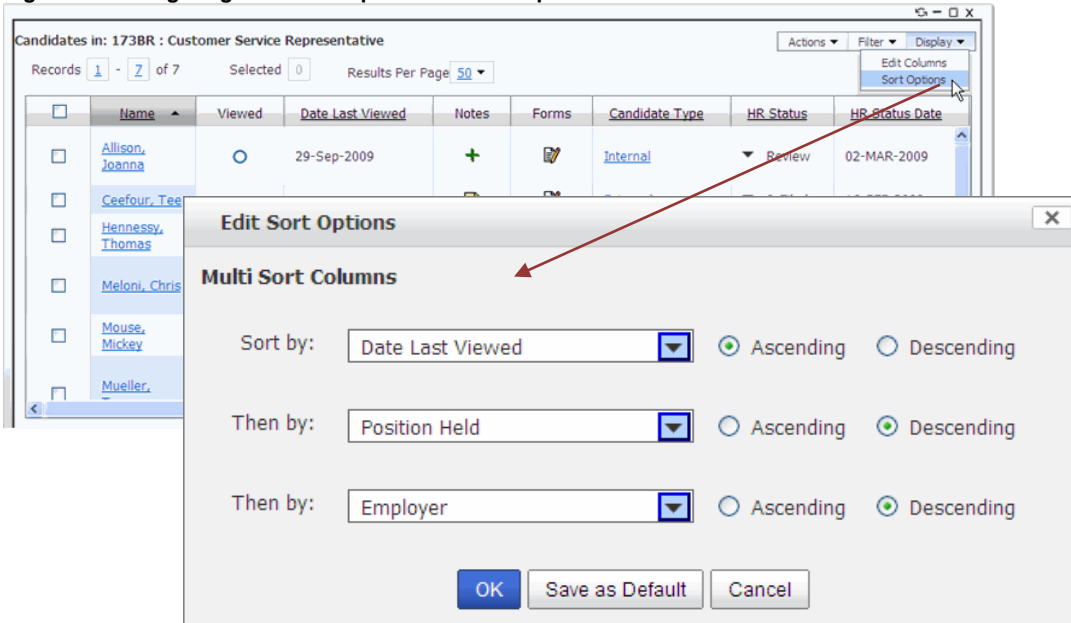 Candidates in: 173BR : Customer Service Representative
Actions Filter Display
Records 1 - 7 of 7 Selected 0 Results Per Page 50
Edit Columns
Sort Options
Name Viewed Date Last Viewed Notes Forms Candidate Type HR Status HR Status Date
Allison, Joanna 29-Sep-2009 Internal Review 02-MAR-2009
Ceefour, Tee
Hennessy, Thomas
Meloni, Chris
Mouse, Mickey
Mueller,
Edit Sort Options
Multi Sort Columns
Sort by: Date Last Viewed Ascending Descending
Then by: Position Held Ascending Descending
Then by: Employer Ascending Descending
OK Save as Default Cancel